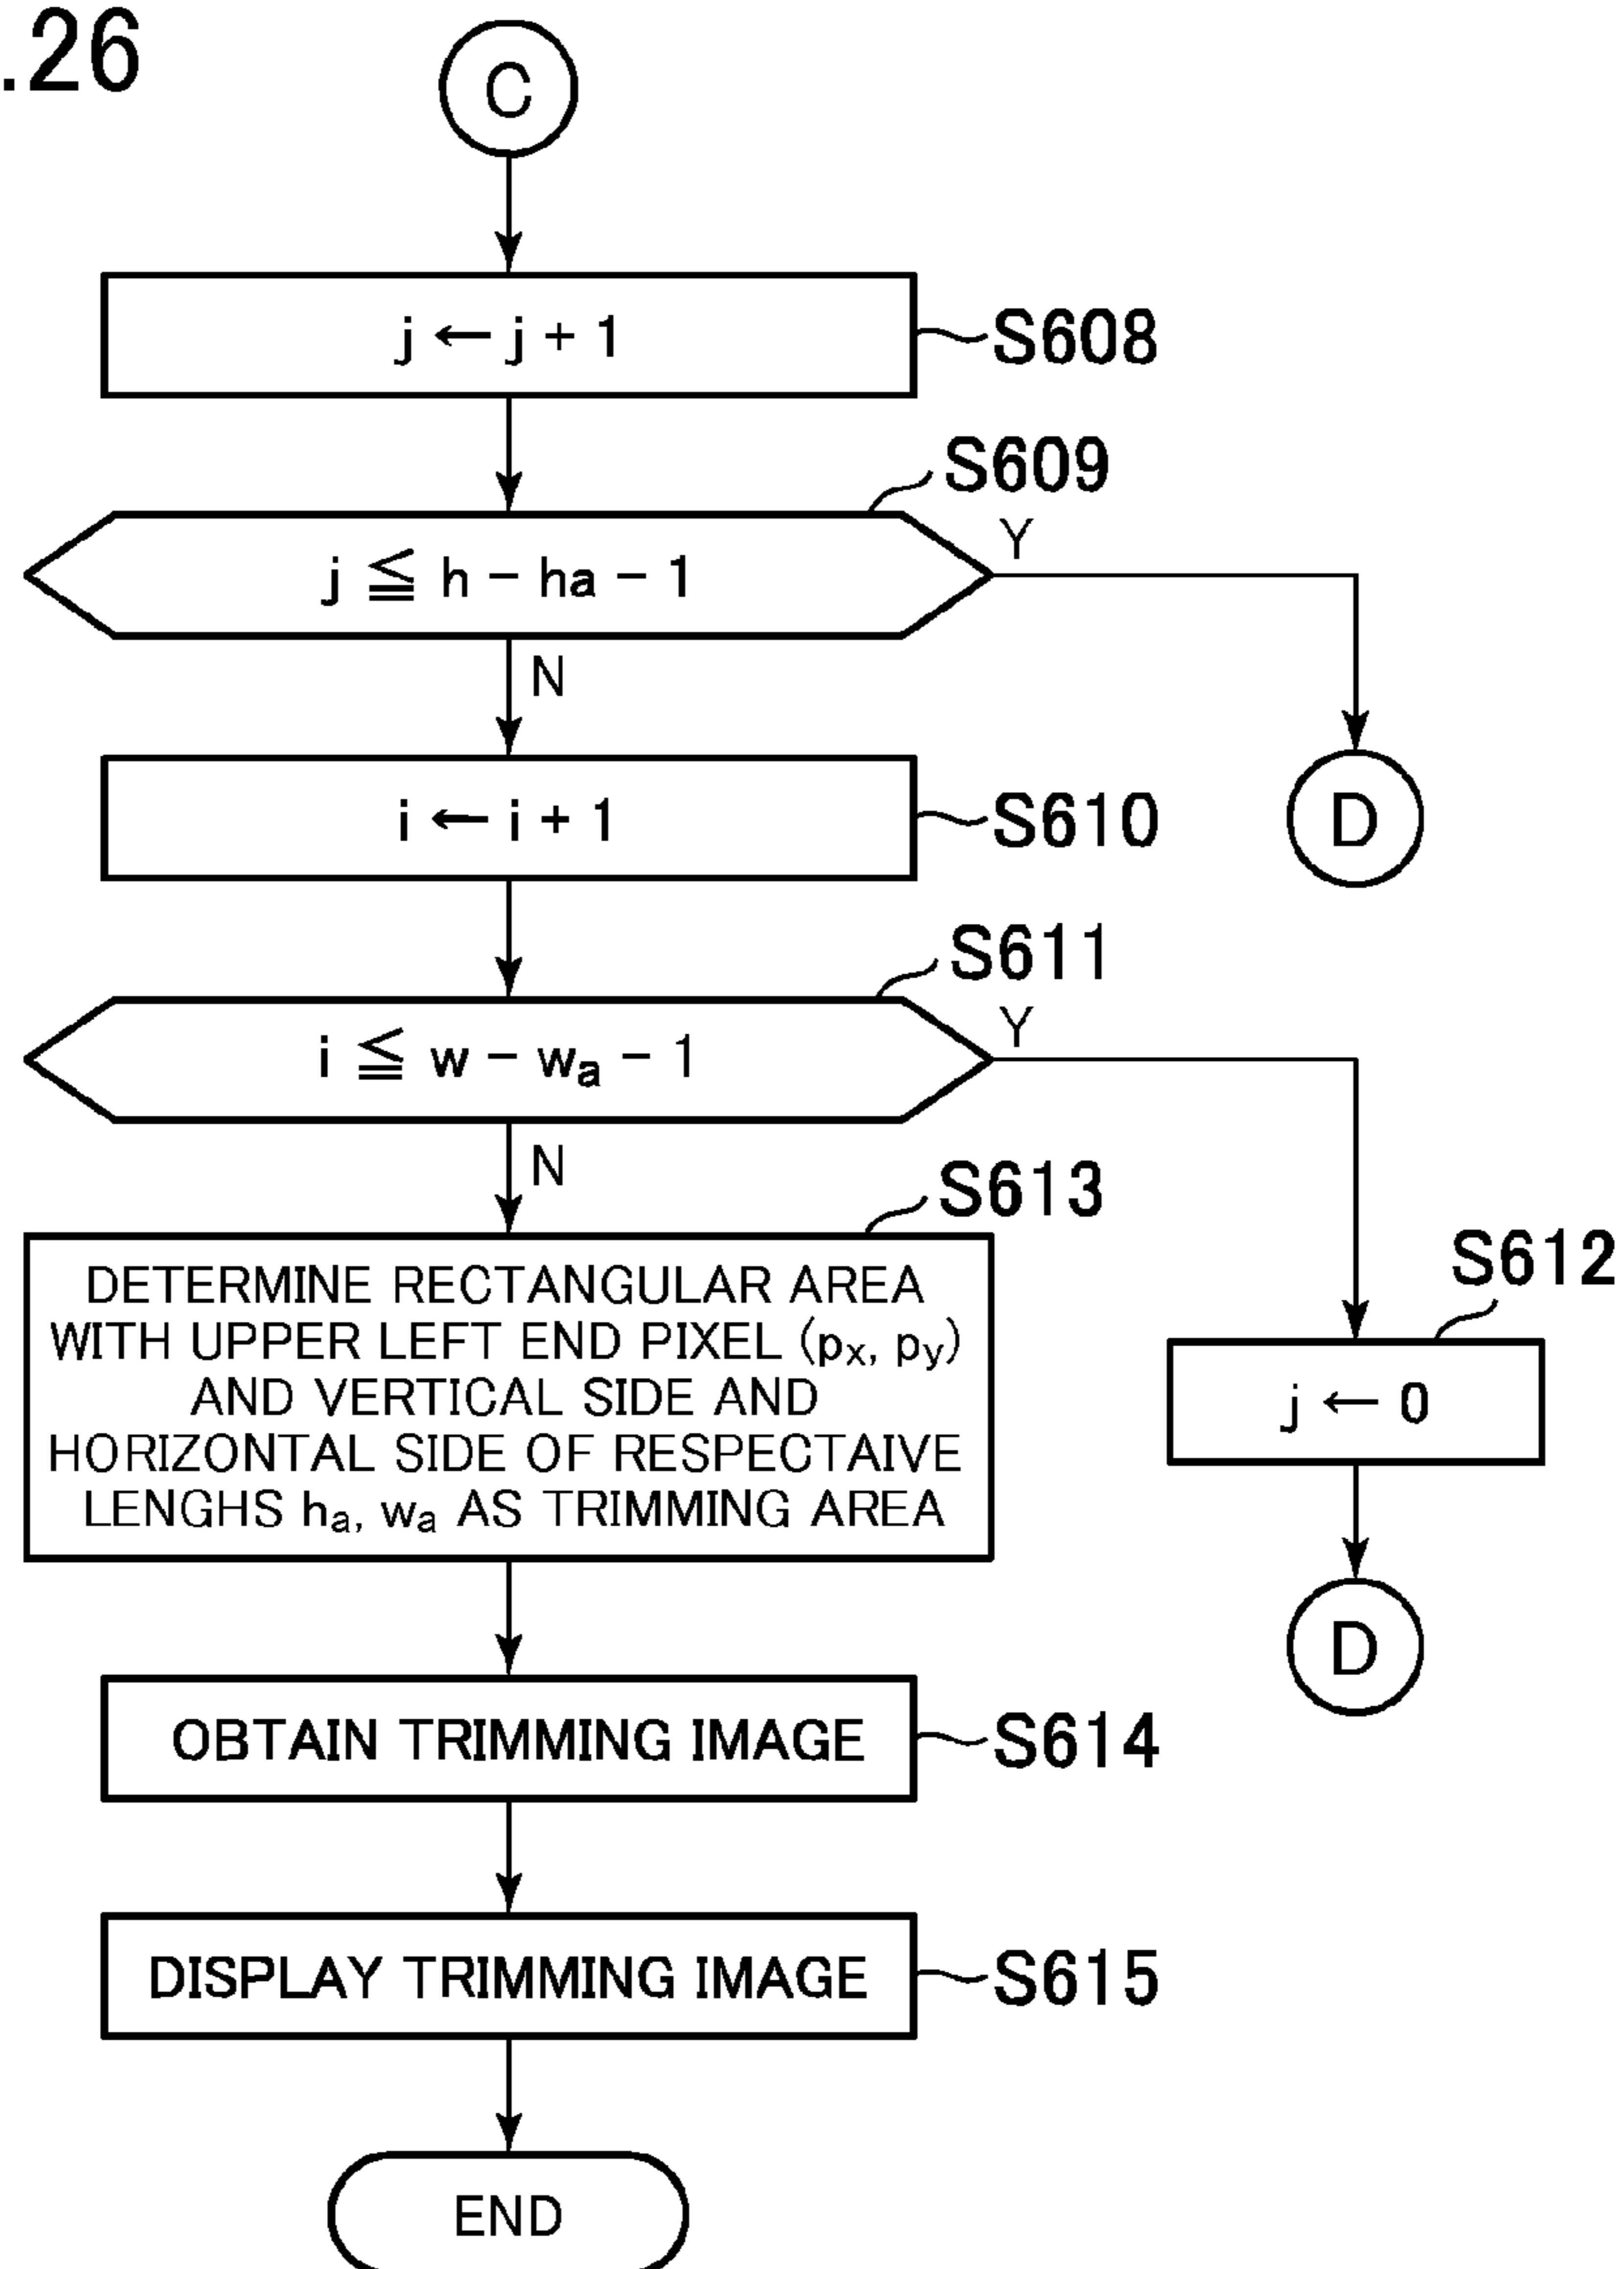 .26
C
j ← j + 1
S608
S609
j ≦ h − ha − 1
Y
N
i ← i + 1
S610
D
S611
i ≦ w − wa − 1
Y
N
S613
S612
DETERMINE RECTANGULAR AREA
WITH UPPER LEFT END PIXEL (px, py)
AND VERTICAL SIDE AND
HORIZONTAL SIDE OF RESPECTAIVE
LENGHS ha, wa AS TRIMMING AREA
j ← 0
D
OBTAIN TRIMMING IMAGE
S614
DISPLAY TRIMMING IMAGE
S615
END